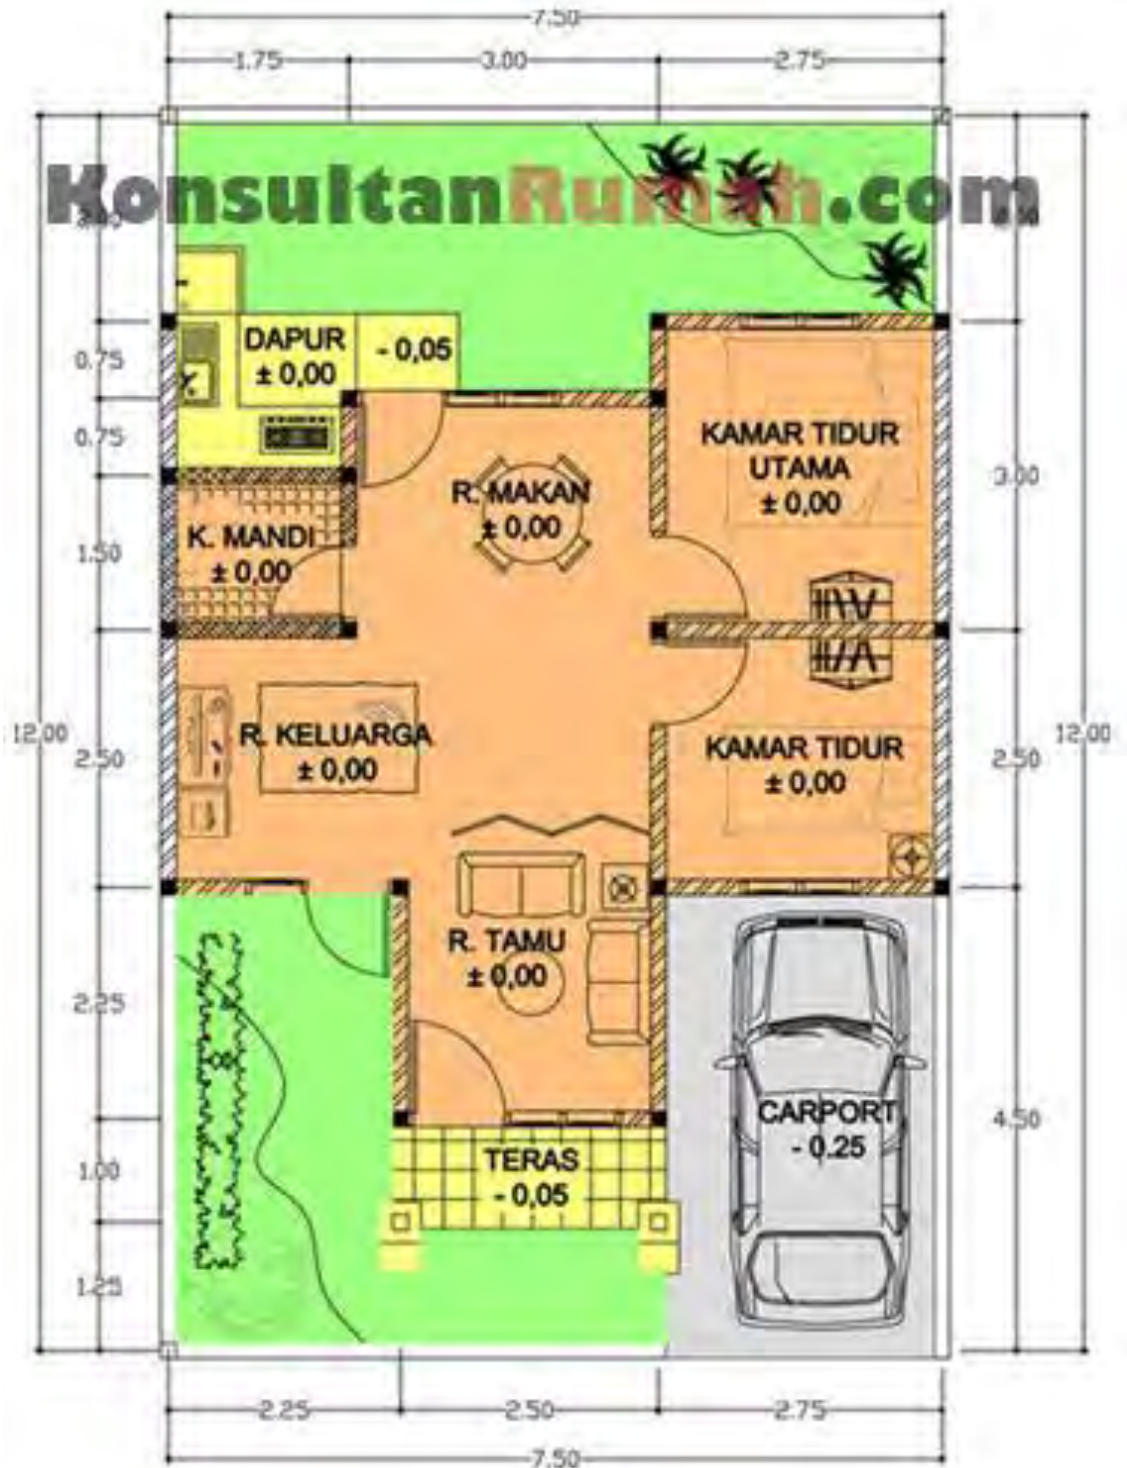 7.50
1.75
3.00
2.75
KonsultanRumah.com
DAPUR
± 0,00
- 0,05
0.75
0.75
KAMAR TIDUR
UTAMA
± 0,00
3.00
R. MAKAN
± 0,00
K. MANDI
± 0,00
1.50
12.00
2.50
R. KELUARGA
± 0,00
KAMAR TIDUR
± 0,00
2.50
12.00
R. TAMU
± 0,00
2.25
CARPORT
- 0.25
4.50
TERAS
- 0,05
1.00
1.25
2.25
2.50
2.75
7.50